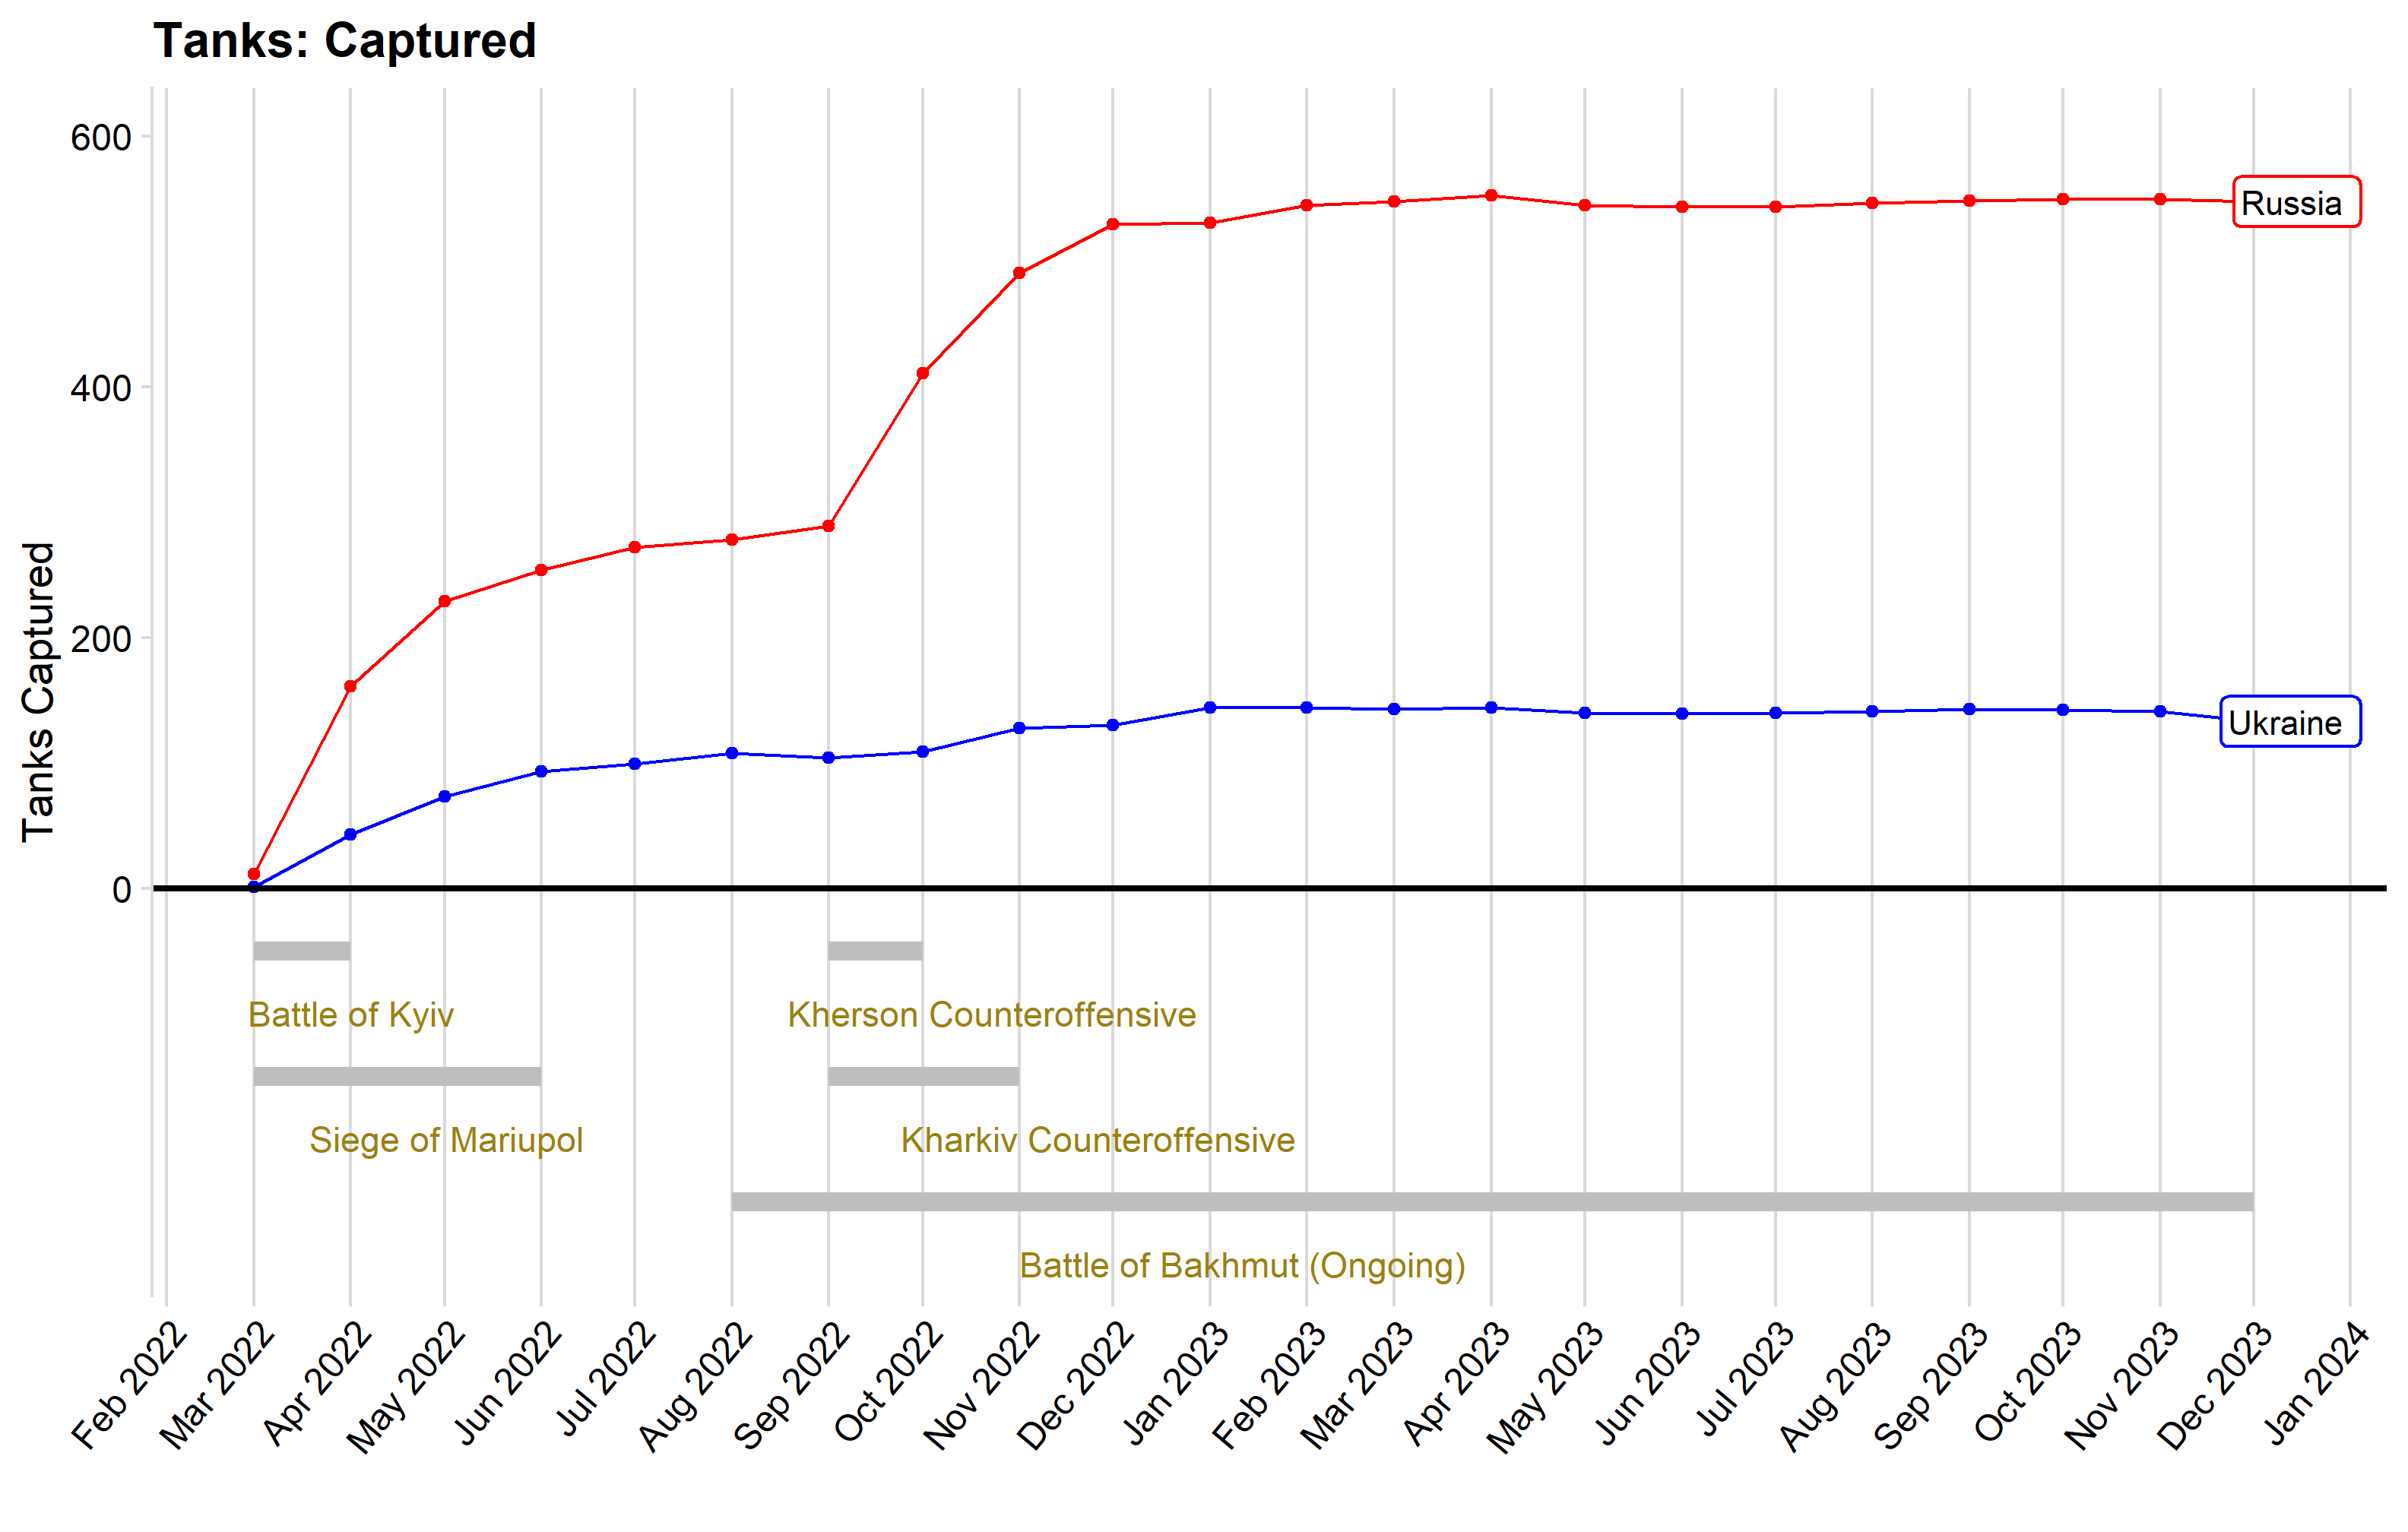 Tanks: Captured
Tanks Captured
600
400
200
0
Russia
Ukraine
Battle of Kyiv
Kherson Counteroffensive
Siege of Mariupol
Kharkiv Counteroffensive
Battle of Bakhmut (Ongoing)
Feb 2022
Mar 2022
Apr 2022
May 2022
Jun 2022
Jul 2022
Aug 2022
Sep 2022
Oct 2022
Nov 2022
Dec 2022
Jan 2023
Feb 2023
Mar 2023
Apr 2023
May 2023
Jun 2023
Jul 2023
Aug 2023
Sep 2023
Oct 2023
Nov 2023
Dec 2023
Jan 2024